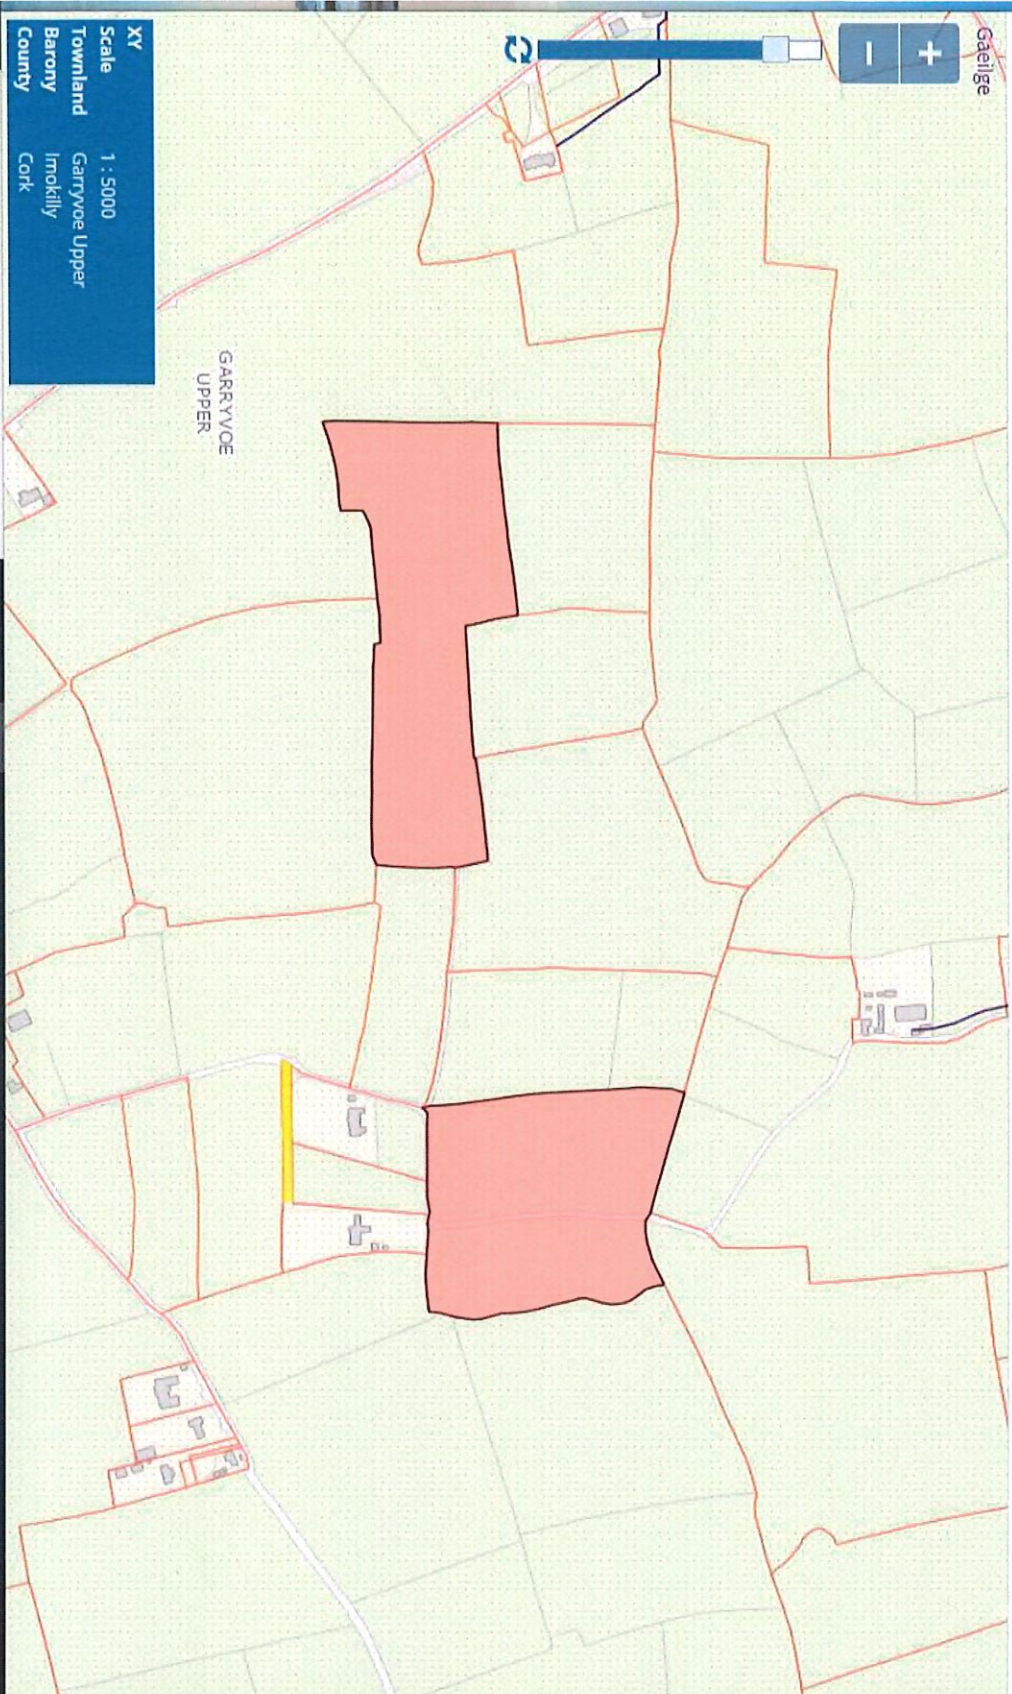 Gaeilge
+
−
GARRYVOE
UPPER
XY
Scale 1 : 5000
Townland Garryvoe Upper
Barony Imokilly
County Cork